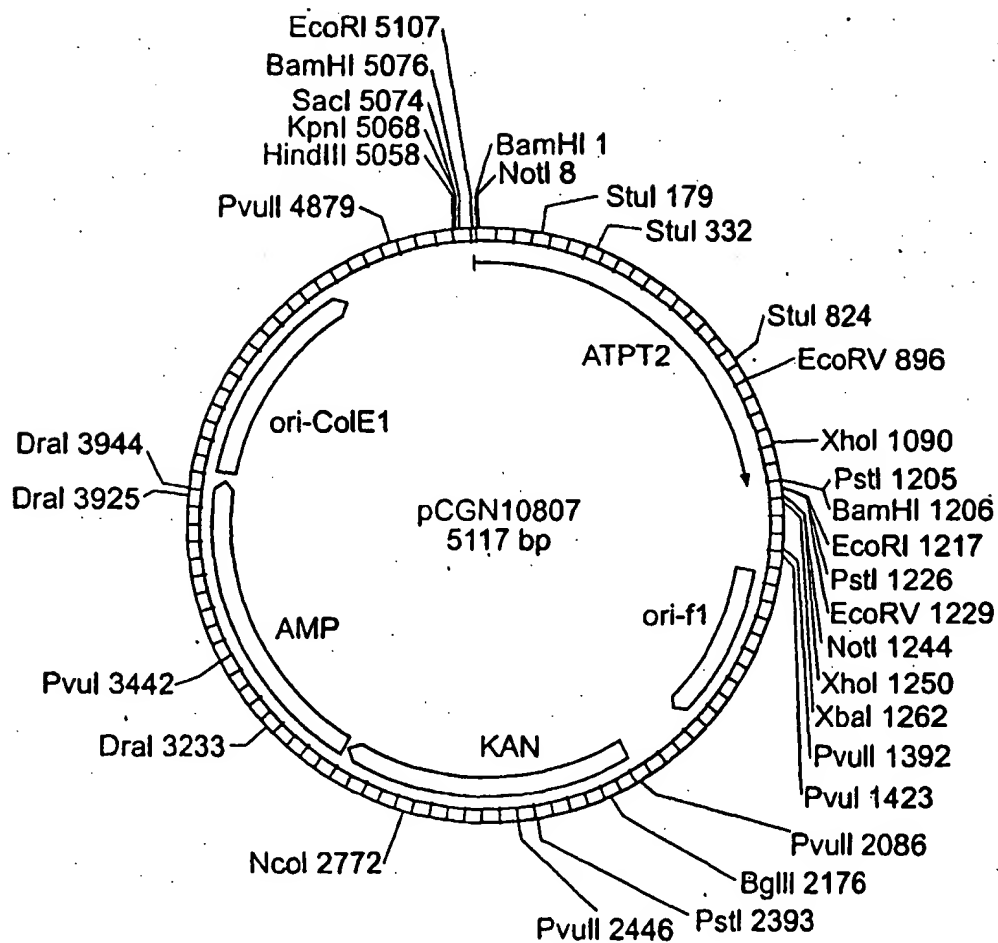 EcoRI 5107
BamHI 5076
SacI 5074
KpnI 5068
HindIII 5058
PvuII 4879
BamHI 1
NotI 8
StuI 179
StuI 332
StuI 824
EcoRV 896
XhoI 1090
PstI 1205
BamHI 1206
EcoRI 1217
PstI 1226
EcoRV 1229
NotI 1244
XhoI 1250
XbaI 1262
PvuII 1392
PvuI 1423
PvuII 2086
BglII 2176
PstI 2393
PvuII 2446
NcoI 2772
DraI 3233
PvuI 3442
DraI 3925
DraI 3944
ATPT2
ori-ColE1
pCGN10807
5117 bp
ori-f1
AMP
KAN